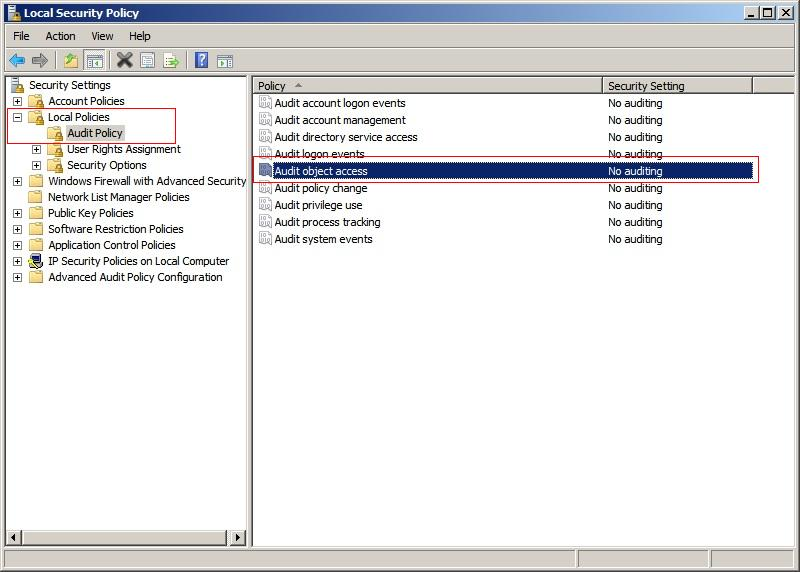 Local Security Policy
File Action View Help
Security Settings
Account Policies
Local Policies
Audit Policy
User Rights Assignment
Security Options
Windows Firewall with Advanced Security
Network List Manager Policies
Public Key Policies
Software Restriction Policies
Application Control Policies
IP Security Policies on Local Computer
Advanced Audit Policy Configuration
Policy Security Setting
Audit account logon events No auditing
Audit account management No auditing
Audit directory service access No auditing
Audit logon events No auditing
Audit object access No auditing
Audit policy change No auditing
Audit privilege use No auditing
Audit process tracking No auditing
Audit system events No auditing